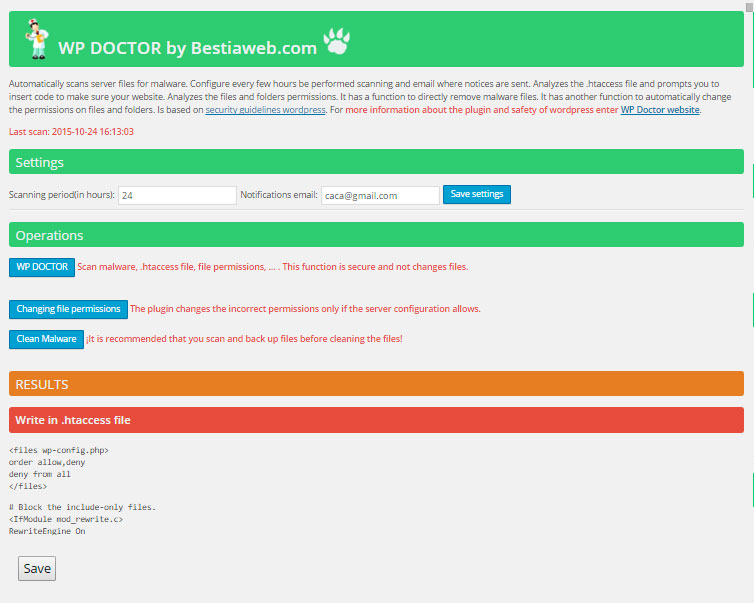 WP DOCTOR by Bestiaweb.com
Automatically scans server files for malware. Configure every few hours be performed scanning and email where notices are sent. Analyzes the .htaccess file and prompts you to
insert code to make sure your website. Analyzes the files and folders permissions. It has a function to directly remove malware files. It has another function to automatically change
the permissions on files and folders. Is based on security guidelines wordpress. For more information about the plugin and safety of wordpress enter WP Doctor website.
Last scan: 2015-10-24 16:13:03
Settings
Scanning period(in hours): 24 Notifications email: caca@gmail.com Save settings
Operations
WP DOCTOR Scan malware, .htaccess file, file permissions, ... . This function is secure and not changes files.
Changing file permissions The plugin changes the incorrect permissions only if the server configuration allows.
Clean Malware ¡It is recommended that you scan and back up files before cleaning the files!
RESULTS
Write in .htaccess file
<files wp-config.php>
order allow,deny
deny from all
</files>
# Block the include-only files.
<IfModule mod_rewrite.c>
RewriteEngine On
Save